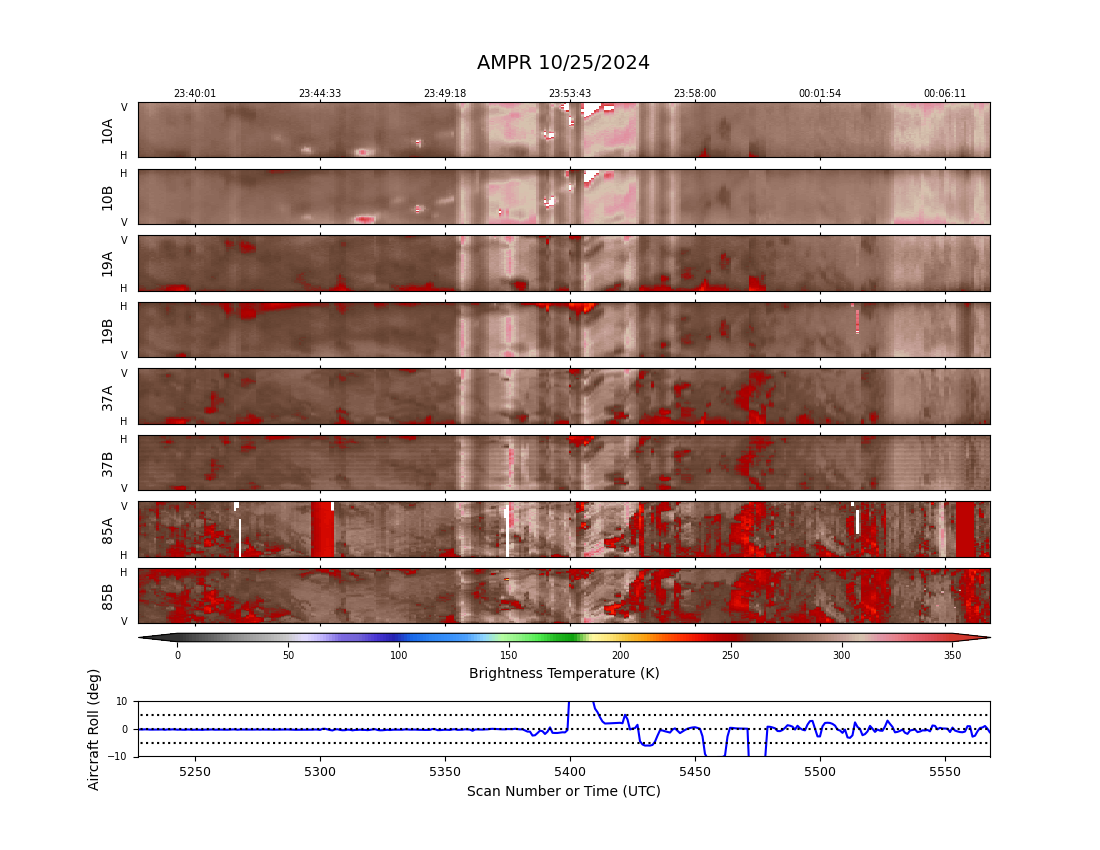 AMPR 10/25/2024
23:40:01 23:44:33 23:49:18 23:53:43 23:58:00 00:01:54 00:06:11
V
10A
H
H
10B
V
V
19A
H
H
19B
V
V
37A
H
H
37B
V
V
85A
H
H
85B
V
0 50 100 150 200 250 300 350
Brightness Temperature (K)
Aircraft Roll (deg)
10
0
−10
5250 5300 5350 5400 5450 5500 5550
Scan Number or Time (UTC)